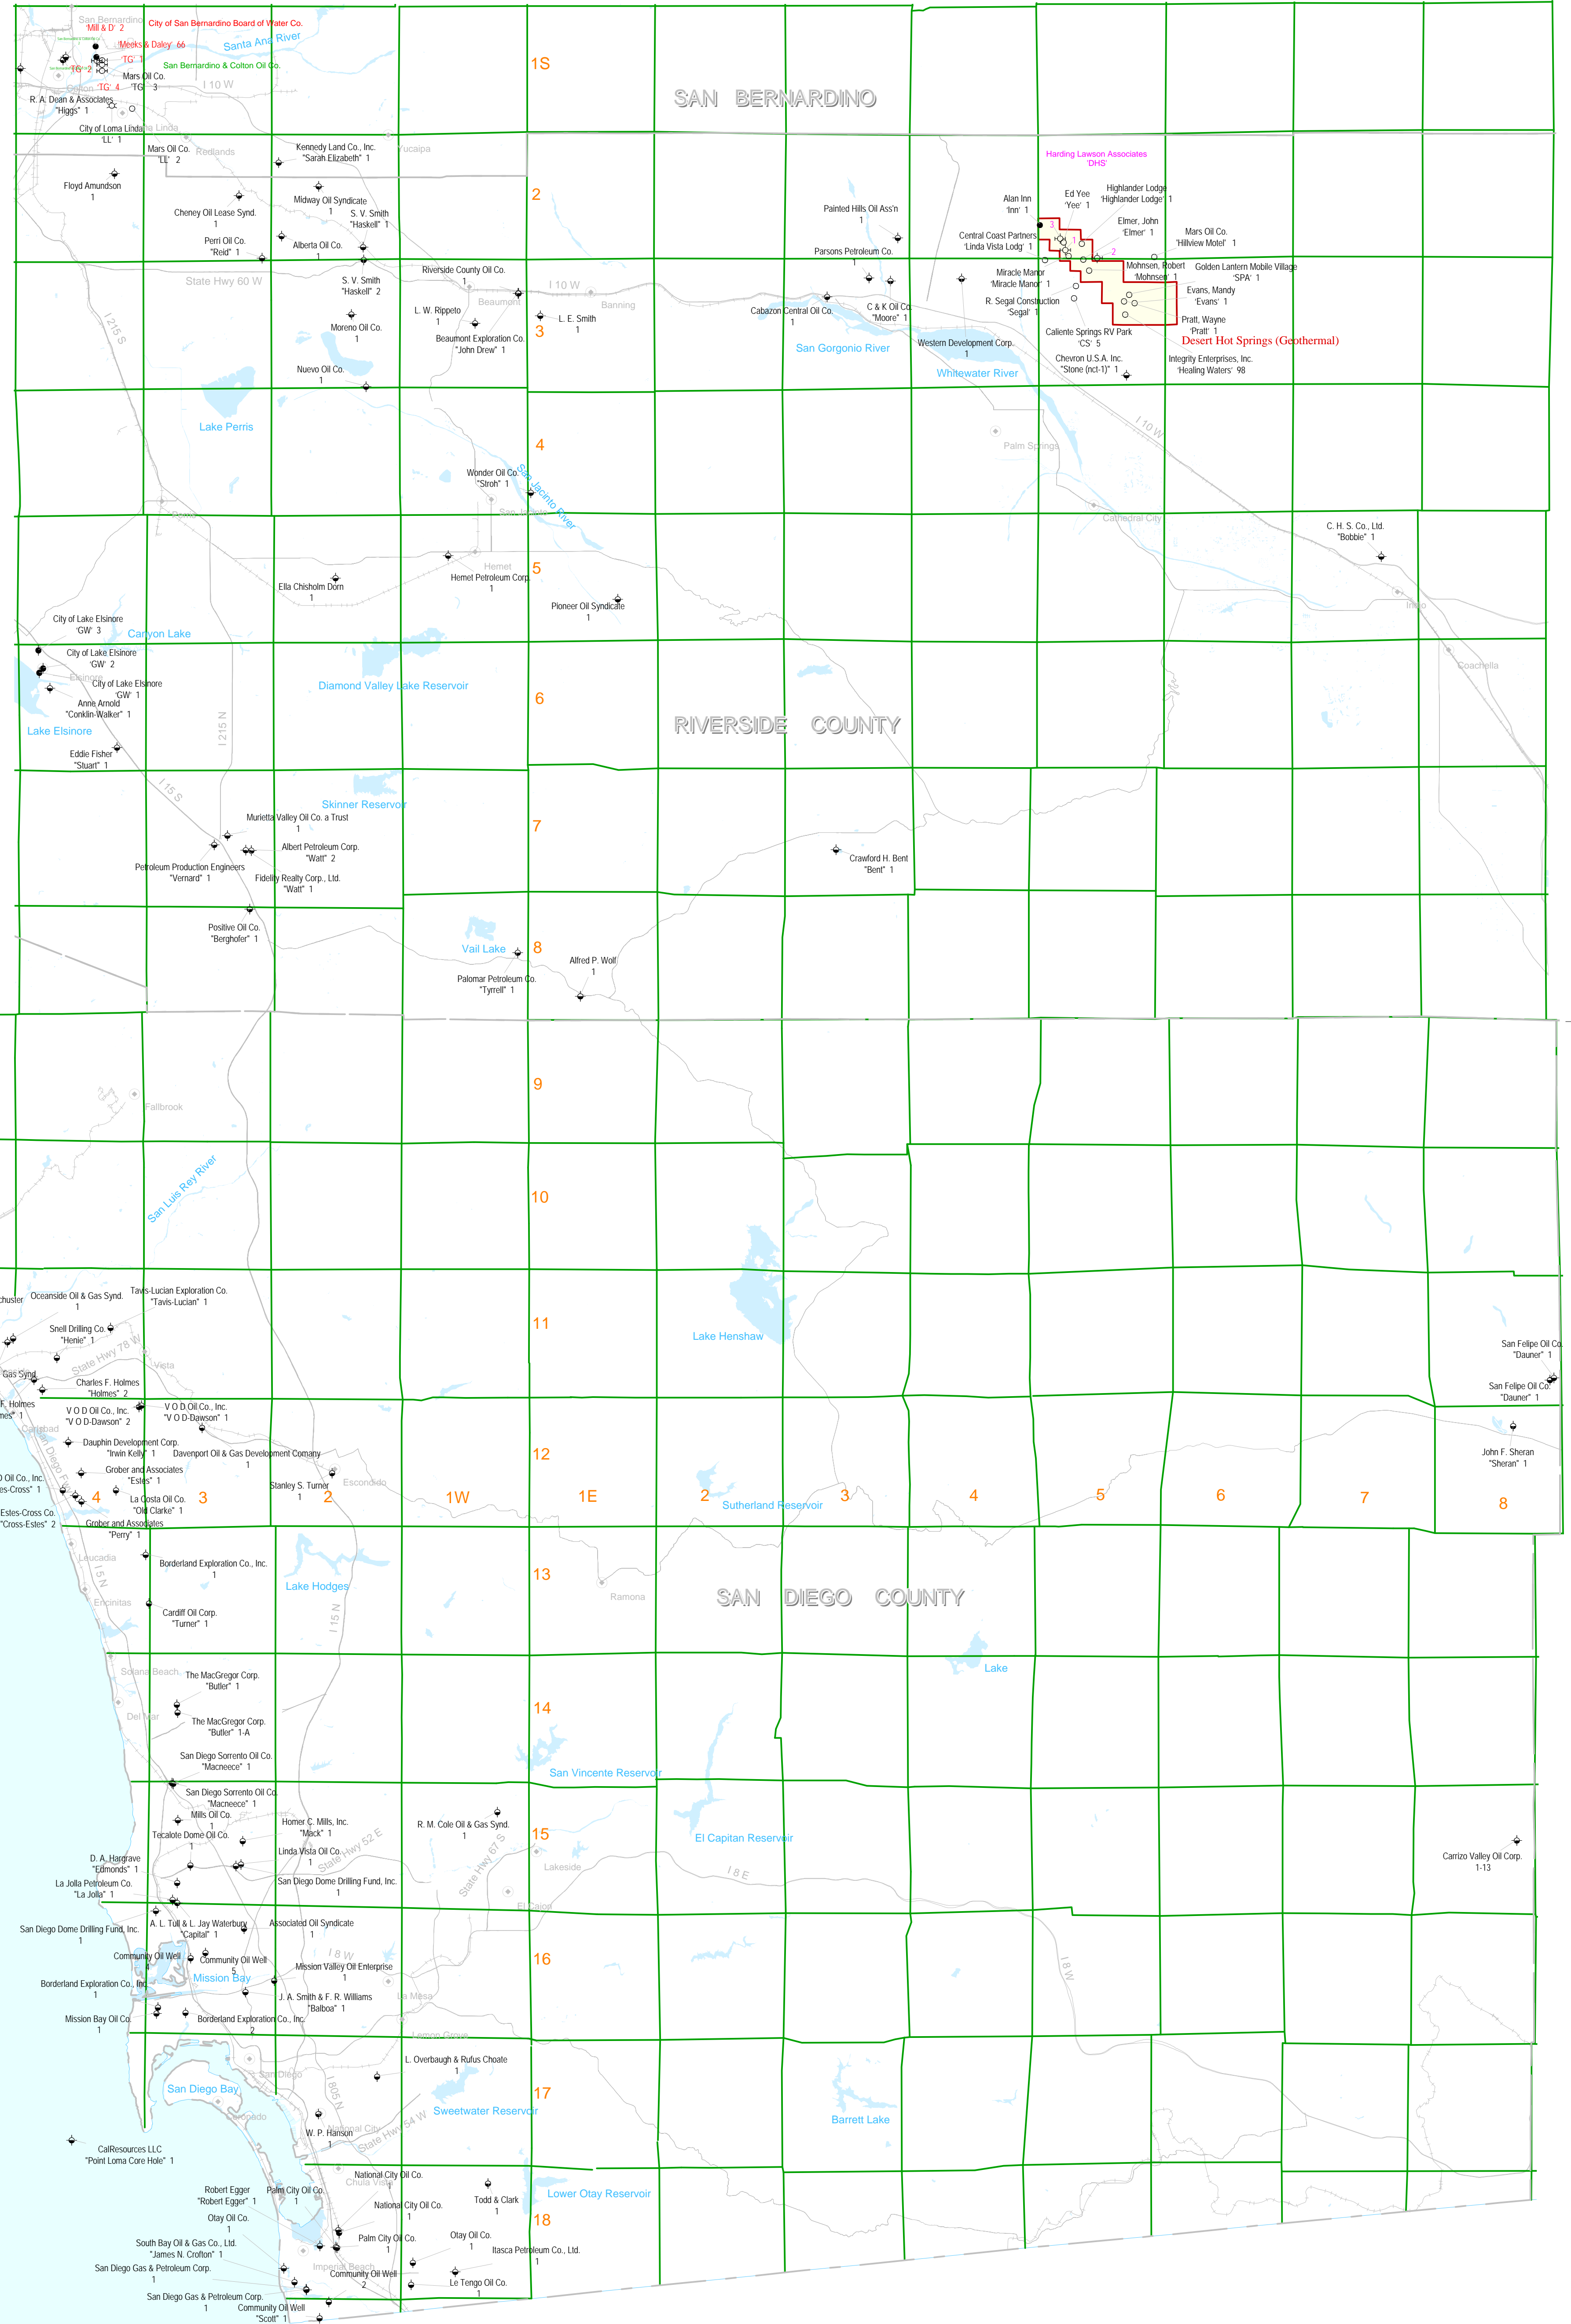 San Bernardino
'Mill & D' 2
City of San Bernardino Board of Water Co.
'Meeks & Daley' 66
Santa Ana River
'TG' 1
San Bernardino & Colton Oil Co.
'TG' 2
Mars Oil Co.
'TG' 3
'TG' 4
Colton
I 10 W
1S
SAN BERNARDINO
R. A. Dean & Associates
"Higgs" 1
City of Loma Linda
'LL' 1
Mars Oil Co.
'LL' 2
Redlands
Kennedy Land Co., Inc.
"Sarah Elizabeth" 1
Yucaipa
Harding Lawson Associates
'DHS'
Floyd Amundson
1
Cheney Oil Lease Synd.
1
Midway Oil Syndicate
1
S. V. Smith
"Haskell" 1
2
Painted Hills Oil Ass'n
1
Alan Inn
'Inn' 1
Ed Yee
'Yee' 1
Highlander Lodge
'Highlander Lodge' 1
Elmer, John
'Elmer' 1
Mars Oil Co.
'Hillview Motel' 1
3
1
2
Perri Oil Co.
"Reid" 1
Alberta Oil Co.
1
Parsons Petroleum Co.
1
Central Coast Partners
'Linda Vista Lodg' 1
Mohnsen, Robert
'Mohnsen' 1
Golden Lantern Mobile Village
'SPA' 1
State Hwy 60 W
S. V. Smith
"Haskell" 2
Riverside County Oil Co.
1
Beaumont
I 10 W
Banning
Miracle Manor
'Miracle Manor' 1
Evans, Mandy
'Evans' 1
I 215 S
Moreno Oil Co.
1
L. W. Rippeto
1
L. E. Smith
1
Cabazon Central Oil Co.
1
C & K Oil Co.
"Moore" 1
R. Segal Construction
'Segal' 1
Pratt, Wayne
'Pratt' 1
3
Beaumont Exploration Co.
"John Drew" 1
San Gorgonio River
Western Development Corp.
1
Caliente Springs RV Park
'CS' 5
Desert Hot Springs (Geothermal)
Nuevo Oil Co.
1
Whitewater River
Chevron U.S.A. Inc.
"Stone (nct-1)" 1
Integrity Enterprises, Inc.
'Healing Waters' 98
Lake Perris
4
Palm Springs
I 10 W
Wonder Oil Co.
"Stroh" 1
San Jacinto River
San Jacinto
Perris
Cathedral City
C. H. S. Co., Ltd.
"Bobbie" 1
Hemet
5
Hemet Petroleum Corp.
1
Ella Chisholm Dorn
1
Pioneer Oil Syndicate
1
Indio
City of Lake Elsinore
'GW' 3
Canyon Lake
City of Lake Elsinore
'GW' 2
Elsinore
City of Lake Elsinore
'GW' 1
Diamond Valley Lake Reservoir
Coachella
Anne Arnold
"Conklin-Walker" 1
6
Lake Elsinore
I 215 N
RIVERSIDE COUNTY
Eddie Fisher
"Stuart" 1
I 15 S
Skinner Reservoir
Murietta Valley Oil Co. a Trust
1
7
Albert Petroleum Corp.
"Watt" 2
Petroleum Production Engineers
"Vernard" 1
Fidelity Realty Corp., Ltd.
"Watt" 1
Crawford H. Bent
"Bent" 1
Positive Oil Co.
"Berghofer" 1
Vail Lake
8
Palomar Petroleum Co.
"Tyrrell" 1
Alfred P. Wolf
1
9
Fallbrook
San Luis Rey River
10
chuster
Oceanside Oil & Gas Synd.
1
Tavis-Lucian Exploration Co.
"Tavis-Lucian" 1
Snell Drilling Co.
"Henie" 1
State Hwy 78 W
11
Lake Henshaw
Vista
San Felipe Oil Co.
"Dauner" 1
Gas Synd.
Charles F. Holmes
"Holmes" 2
San Felipe Oil Co.
"Dauner" 1
F. Holmes
mes" 1
V O D Oil Co., Inc.
"V O D-Dawson" 2
V O D Oil Co., Inc.
"V O D-Dawson" 1
Carlsbad
San Diego Fwy
Dauphin Development Corp.
"Irwin Kelly" 1
Davenport Oil & Gas Development Comany
1
12
John F. Sheran
"Sheran" 1
D Oil Co., Inc.
es-Cross" 1
Grober and Associates
"Estes" 1
Stanley S. Turner
1
Escondido
La Costa Oil Co.
"Old Clarke" 1
4
3
2
1W
1E
2
3
4
5
6
7
8
Sutherland Reservoir
Estes-Cross Co.
"Cross-Estes" 2
Grober and Associates
"Perry" 1
Leucadia
I 5 N
Borderland Exploration Co., Inc.
1
Lake Hodges
13
Encinitas
I 15 N
Ramona
SAN DIEGO COUNTY
Cardiff Oil Corp.
"Turner" 1
Solana Beach
The MacGregor Corp.
"Butler" 1
Lake
Del Mar
The MacGregor Corp.
"Butler" 1-A
14
San Diego Sorrento Oil Co.
"Macneece" 1
San Vincente Reservoir
San Diego Sorrento Oil Co.
"Macneece" 1
Mills Oil Co.
1
Homer C. Mills, Inc.
"Mack" 1
R. M. Cole Oil & Gas Synd.
1
15
El Capitan Reservoir
Tecalote Dome Oil Co.
1
State Hwy 52 E
State Hwy 67 S
D. A. Hargrave
"Edmonds" 1
Linda Vista Oil Co.
1
Lakeside
I 8 E
Carrizo Valley Oil Corp.
1-13
La Jolla Petroleum Co.
"La Jolla" 1
San Diego Dome Drilling Fund, Inc.
1
El Cajon
San Diego Dome Drilling Fund, Inc.
1
A. L. Tull & L. Jay Waterbury
"Capital" 1
Associated Oil Syndicate
1
Community Oil Well
4
Community Oil Well
5
I 8 W
16
I 8 W
Mission Valley Oil Enterprise
1
Mission Bay
Borderland Exploration Co., Inc.
1
J. A. Smith & F. R. Williams
"Balboa" 1
La Mesa
Mission Bay Oil Co.
1
Borderland Exploration Co., Inc.
2
Lemon Grove
L. Overbaugh & Rufus Choate
1
San Diego
San Diego Bay
I 805 N
17
Sweetwater Reservoir
Barrett Lake
Coronado
National City
W. P. Hanson
1
State Hwy 54 W
CalResources LLC
"Point Loma Core Hole" 1
National City Oil Co.
1
Chula Vista
Robert Egger
"Robert Egger" 1
Palm City Oil Co.
1
National City Oil Co.
1
Todd & Clark
1
Lower Otay Reservoir
Otay Oil Co.
1
18
South Bay Oil & Gas Co., Ltd.
"James N. Crofton" 1
Palm City Oil Co.
1
Otay Oil Co.
1
Itasca Petroleum Co., Ltd.
1
San Diego Gas & Petroleum Corp.
1
Imperial Beach
Community Oil Well
2
Le Tengo Oil Co.
1
San Diego Gas & Petroleum Corp.
1
Community Oil Well
"Scott" 1